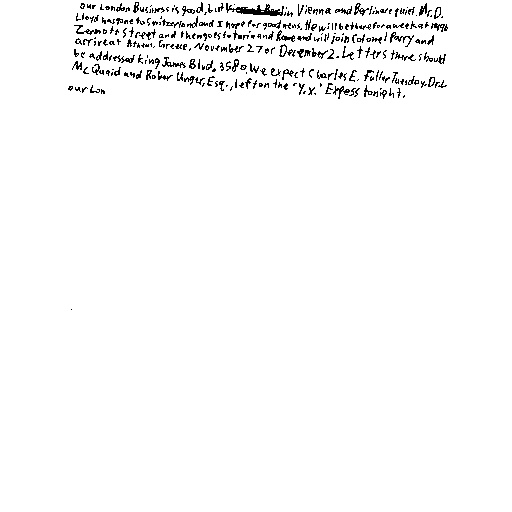 our London Business is good, but in Vienna and Berlin are quiet. Mr. D.
Lloyd has gone to Switzerland and I hope for good news. He will be there for a week at 1496
Zermott Street and then goes to Turin and Rome and will join Colonel Parry and
arrive at Athens, Greece, November 27 or December 2. Letters there should
be addressed King James Blvd. 3580. We expect Charles E. Fuller Tuesday. Dr. L
McQuaid and Robert Unger, Esq., left on the "Y.X." Express tonight.
our Lon